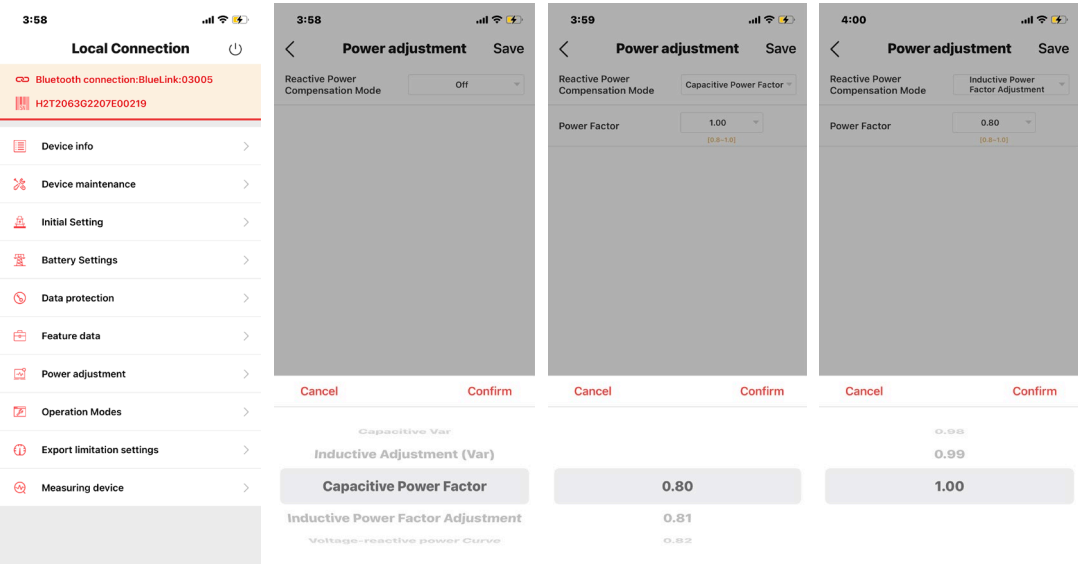 3:58
Local Connection
Bluetooth connection:BlueLink:03005
H2T2063G2207E00219
Device info
Device maintenance
Initial Setting
Battery Settings
Data protection
Feature data
Power adjustment
Operation Modes
Export limitation settings
Measuring device
3:58
Power adjustment Save
Reactive Power
Compensation Mode
Off
Cancel Confirm
Capacitive Var
Inductive Adjustment (Var)
Capacitive Power Factor
Inductive Power Factor Adjustment
Voltage-reactive power Curve
3:59
Power adjustment Save
Reactive Power
Compensation Mode
Capacitive Power Factor
Power Factor
1.00
[0.8~1.0]
Cancel Confirm
0.80
0.81
0.82
4:00
Power adjustment Save
Reactive Power
Compensation Mode
Inductive Power
Factor Adjustment
Power Factor
0.80
[0.8~1.0]
Cancel Confirm
0.98
0.99
1.00